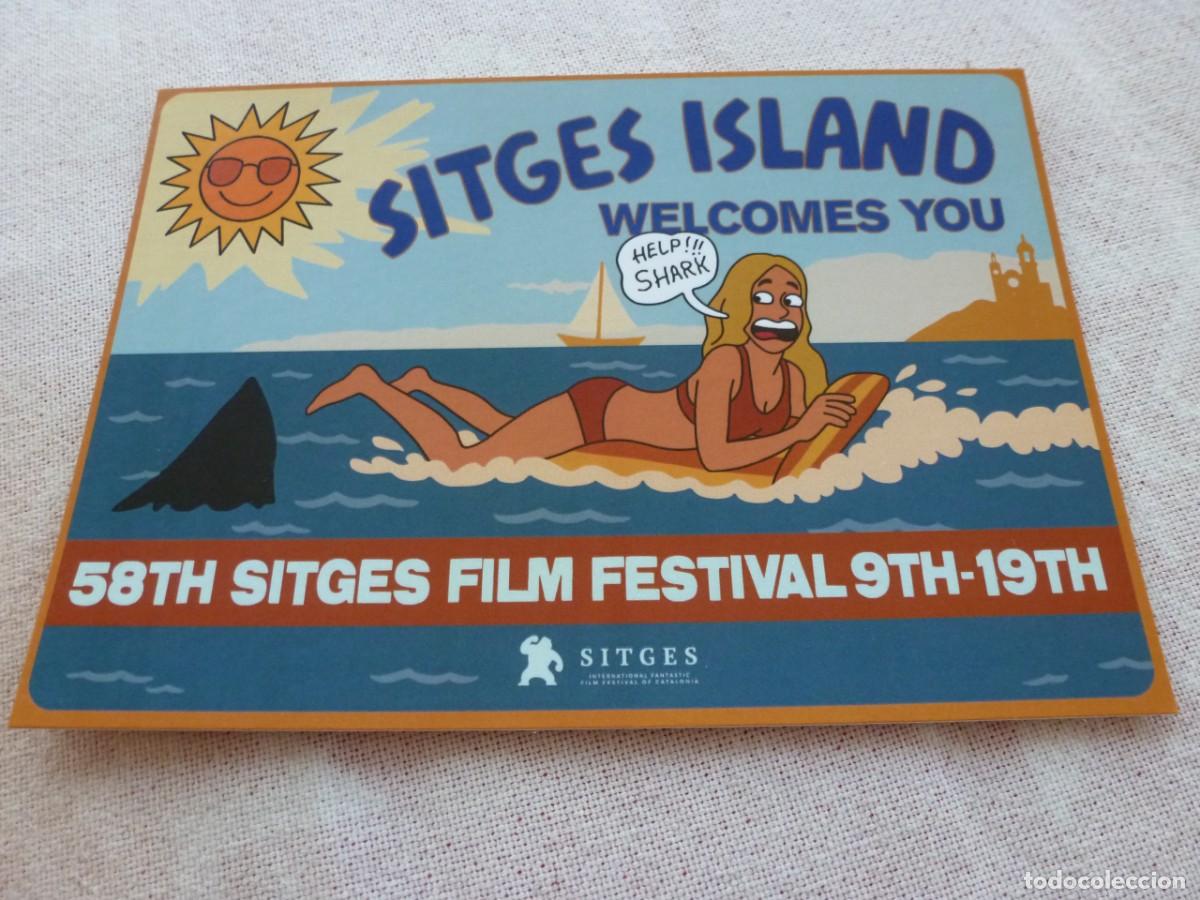 SITGES ISLAND
WELCOMES YOU
HELP!!!
SHARK
58TH SITGES FILM FESTIVAL 9TH-19TH
SITGES
INTERNATIONAL FANTASTIC
FILM FESTIVAL OF CATALONIA
todocoleccion